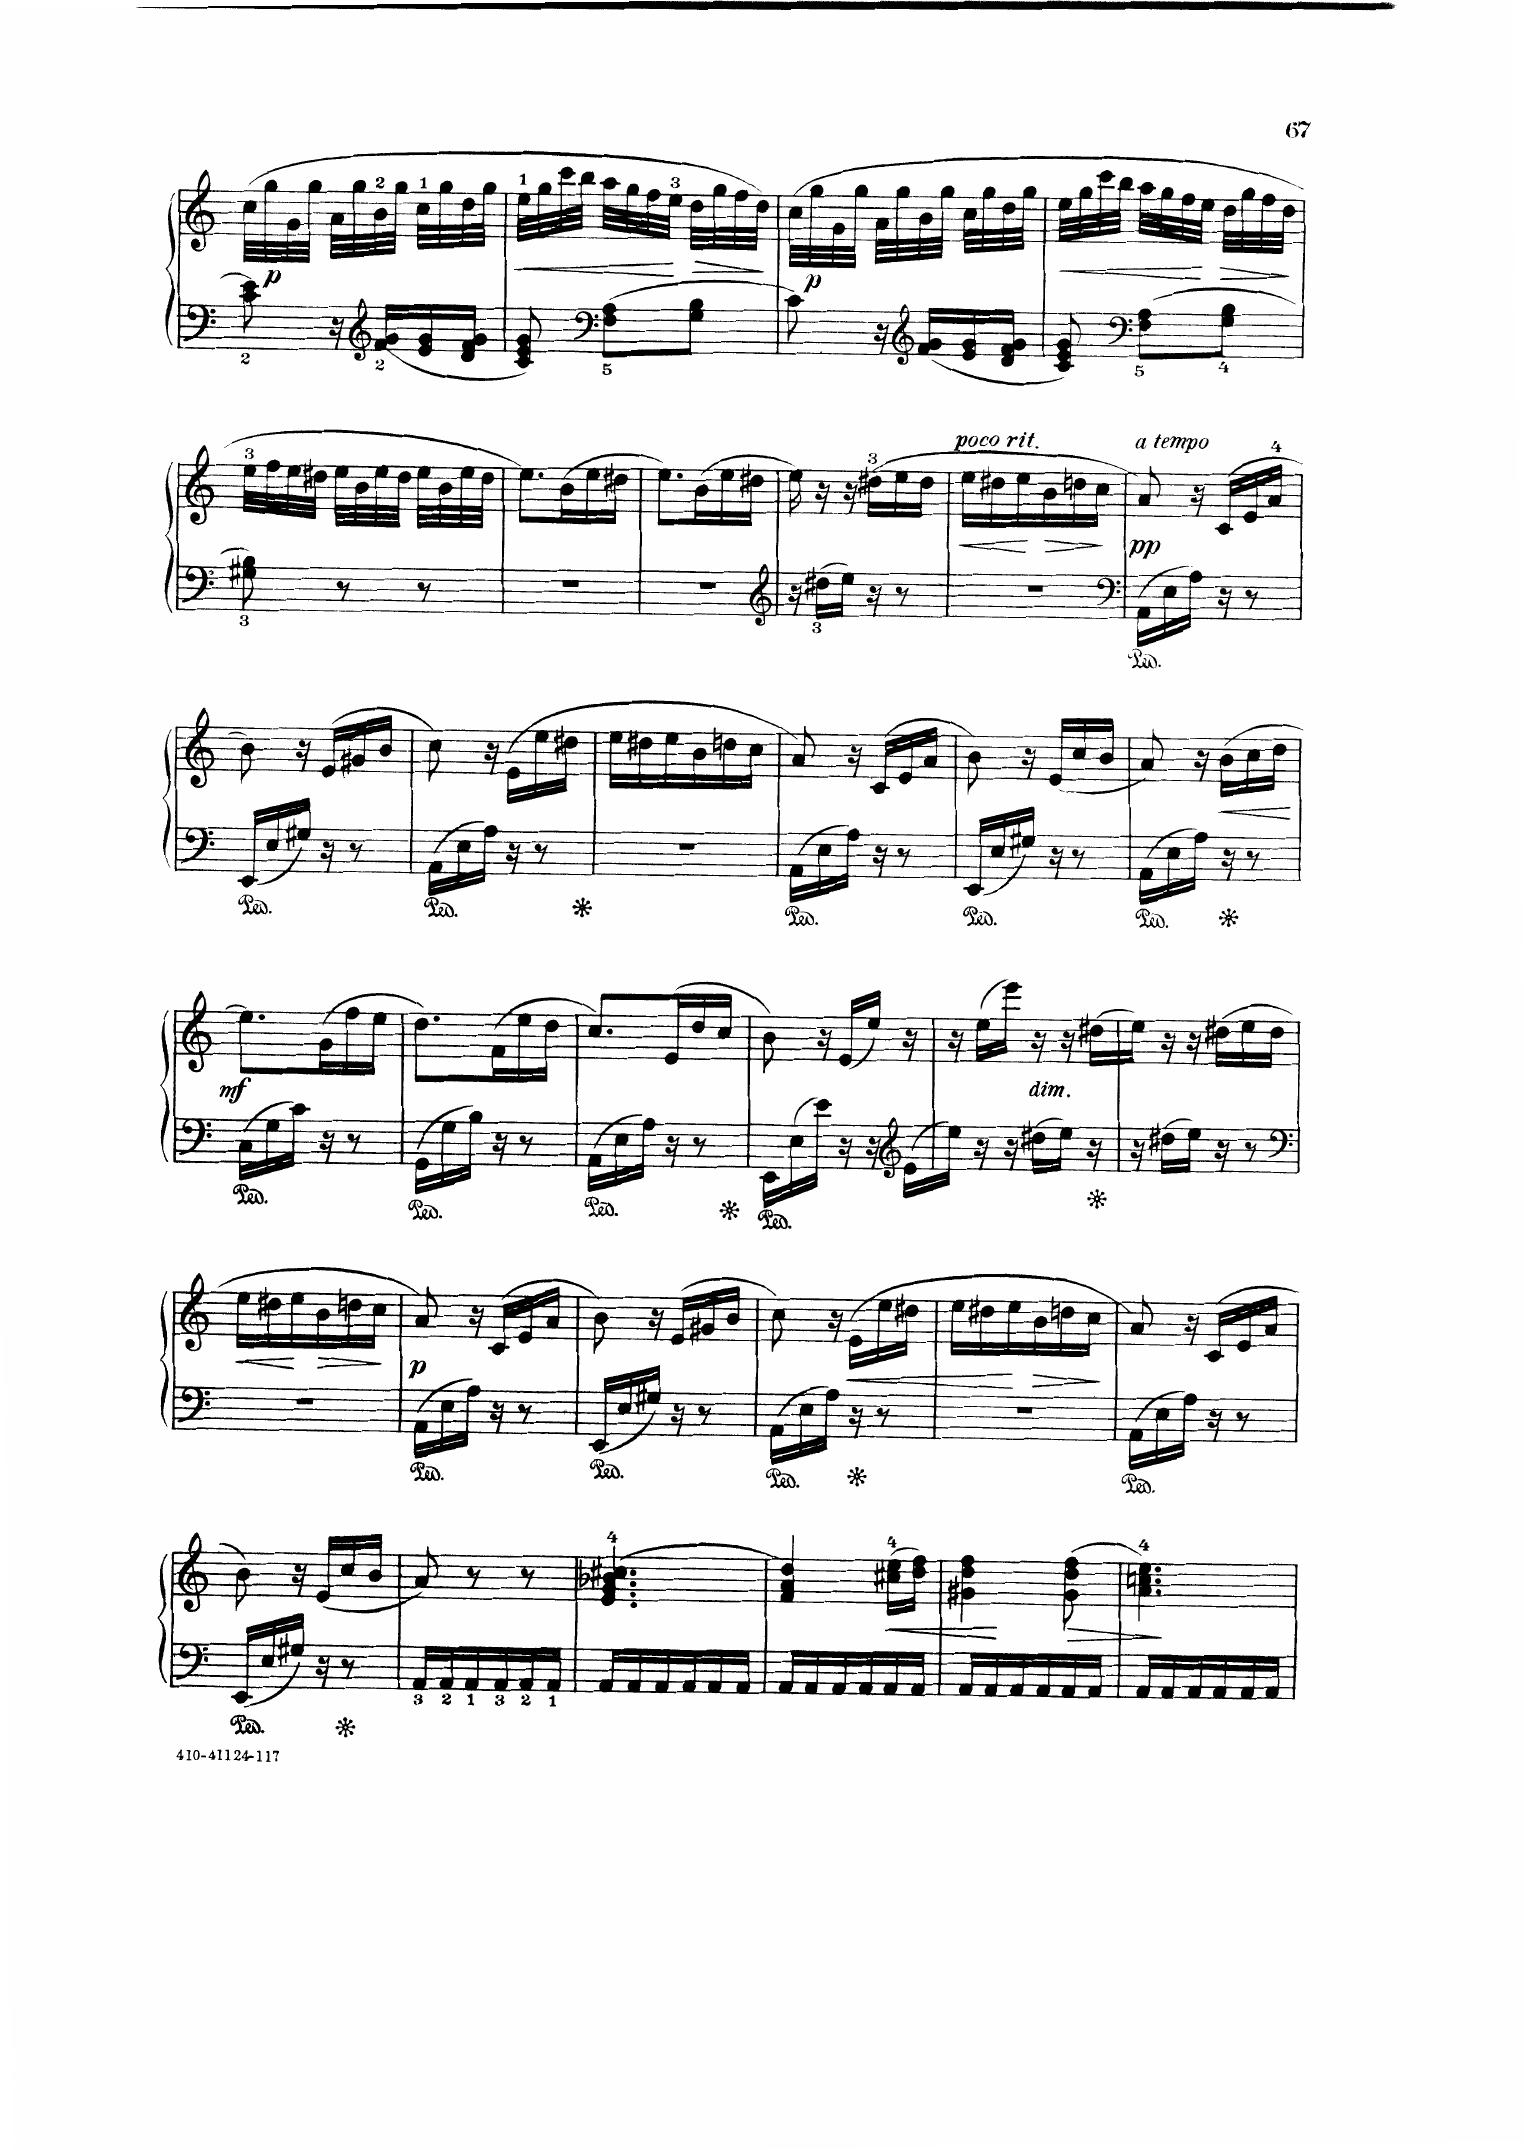 67
2 1 1 3
p p
2 2 5 5 4
poco rit. a tempo
3 3 4
pp
3 3
Ped.
Ped. Ped. Ped. Ped. Ped.
mf dim.
Ped. Ped. Ped. Ped.
p
Ped. Ped. Ped. Ped.
4 4 4
3 2 1 3 2 1
Ped.
410-41124-117